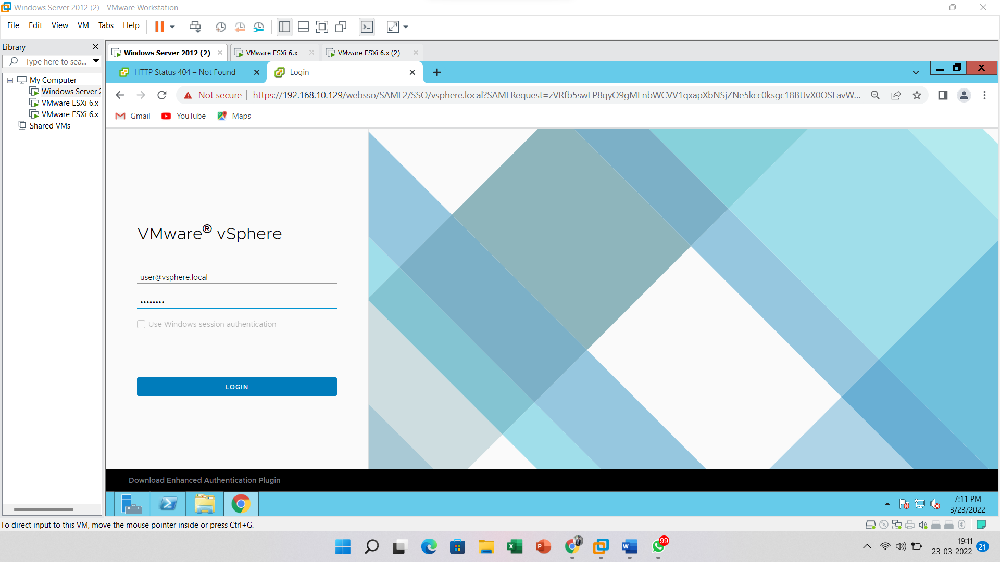 Windows Server 2012 (2) - VMware Workstation
File Edit View VM Tabs Help
Library
Type here to sea...
My Computer
Windows Server 2
VMware ESXi 6.x
VMware ESXi 6.x
Shared VMs
Windows Server 2012 (2)
VMware ESXi 6.x
VMware ESXi 6.x (2)
HTTP Status 404 – Not Found
Login
Not secure | https://192.168.10.129/websso/SAML2/SSO/vsphere.local?SAMLRequest=zVRfb5swEP8qyO9gMEnbWCVV1qxapXbNSjZNe5kcc0ksgc18BtJvX0OSLavW...
Gmail YouTube Maps
VMware® vSphere
user@vsphere.local
••••••••
Use Windows session authentication
LOGIN
Download Enhanced Authentication Plugin
7:11 PM
3/23/2022
To direct input to this VM, move the mouse pointer inside or press Ctrl+G.
99
19:11
23-03-2022
21